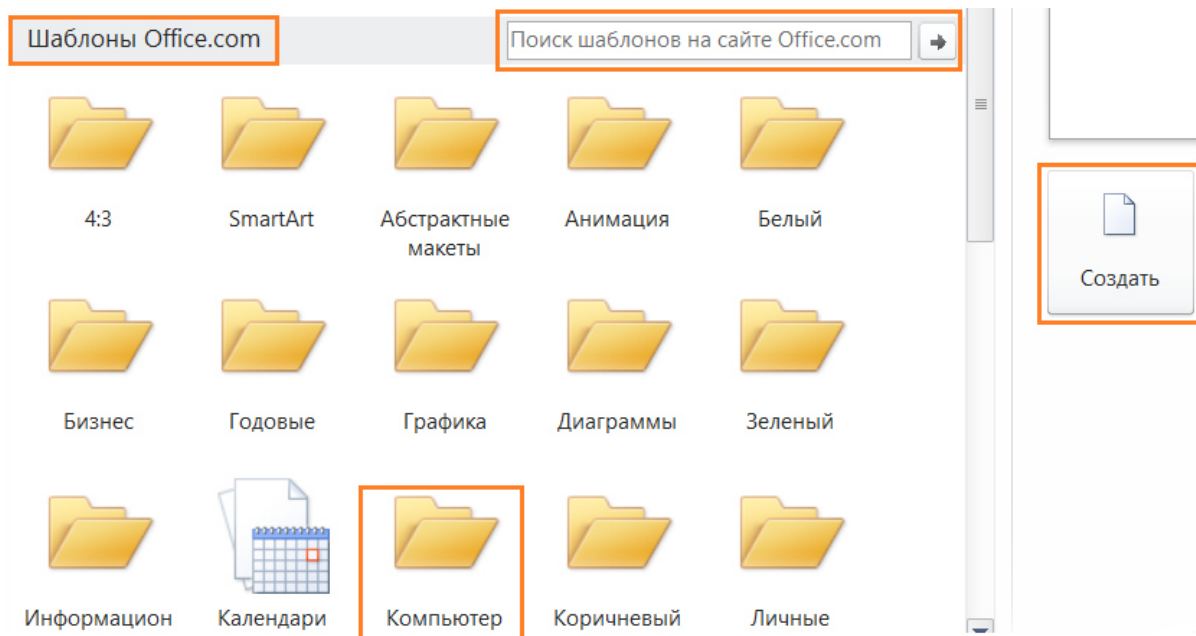 Шаблоны Office.com
Поиск шаблонов на сайте Office.com
4:3
SmartArt
Абстрактные
макеты
Анимация
Белый
Создать
Бизнес
Годовые
Графика
Диаграммы
Зеленый
Информацион
Календари
Компьютер
Коричневый
Личные